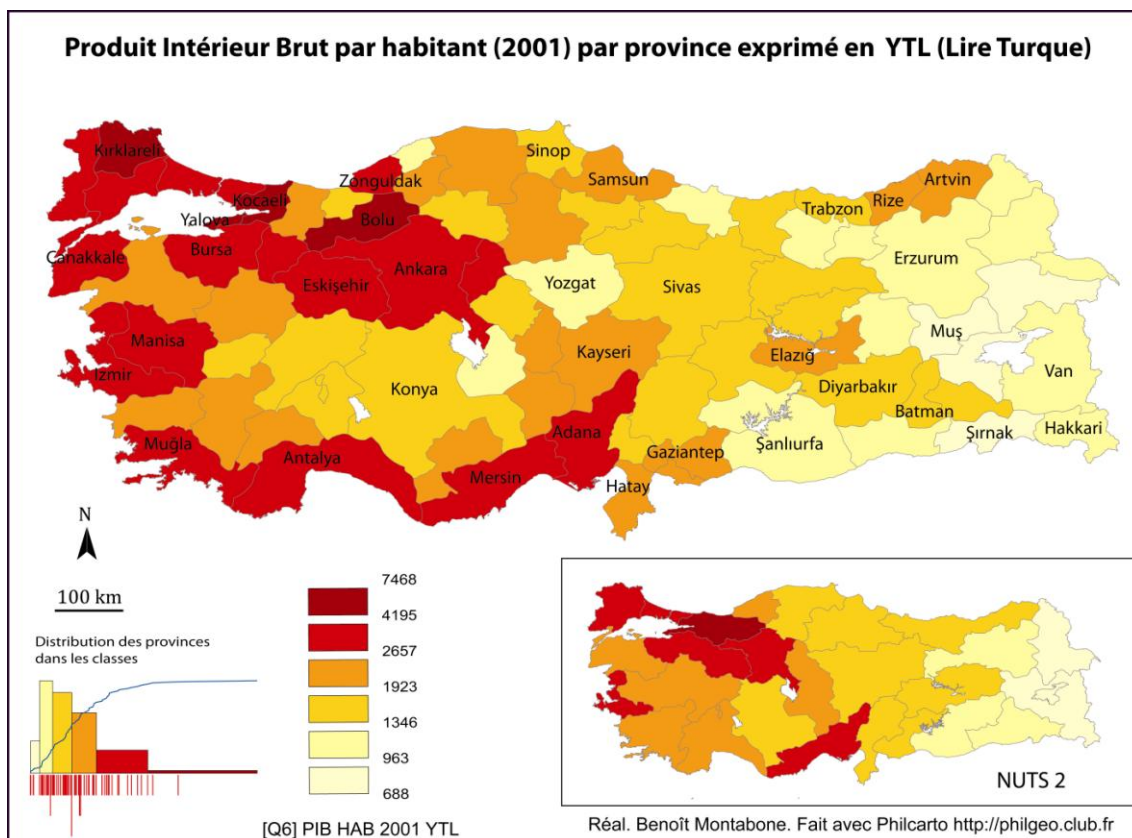 Produit Intérieur Brut par habitant (2001) par province exprimé en YTL (Lire Turque)
Kırklareli
Sinop
Zonguldak
Samsun
Artvin
Kocaeli
Rize
Trabzon
Yalova
Bolu
Bursa
Çanakkale
Ankara
Erzurum
Eskişehir
Yozgat
Sivas
Manisa
Muş
Kayseri
Elazığ
Izmir
Van
Konya
Diyarbakır
Batman
Adana
Şırnak
Hakkari
Muğla
Gaziantep
Şanlıurfa
Antalya
Mersin
Hatay
N
100 km
Distribution des provinces
dans les classes
7468
4195
2657
1923
1346
963
688
NUTS 2
[Q6] PIB HAB 2001 YTL
Réal. Benoît Montabone. Fait avec Philcarto http://philgeo.club.fr